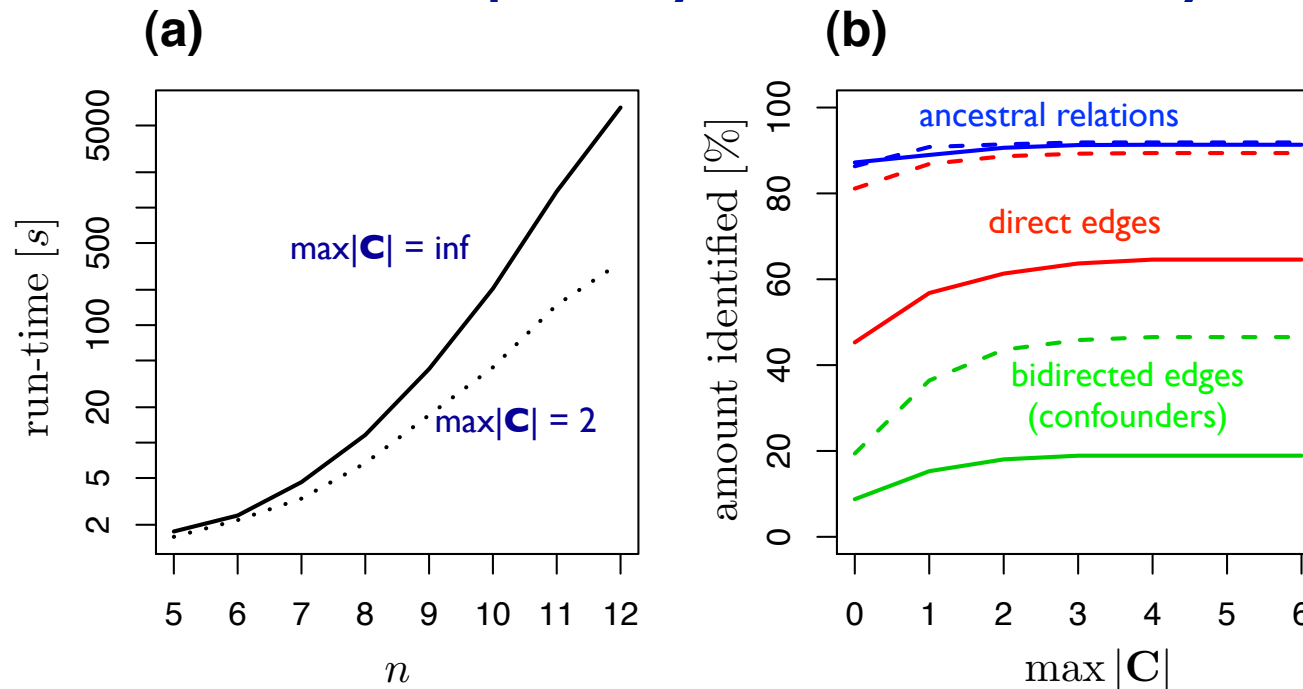 (a)
5000
500
100
20
5
2
run-time [s]
max|C| = inf
max|C| = 2
5 6 7 8 9 10 11 12
n
(b)
100
80
60
40
20
0
amount identified [%]
ancestral relations
direct edges
bidirected edges
(confounders)
0 1 2 3 4 5 6
max |C|